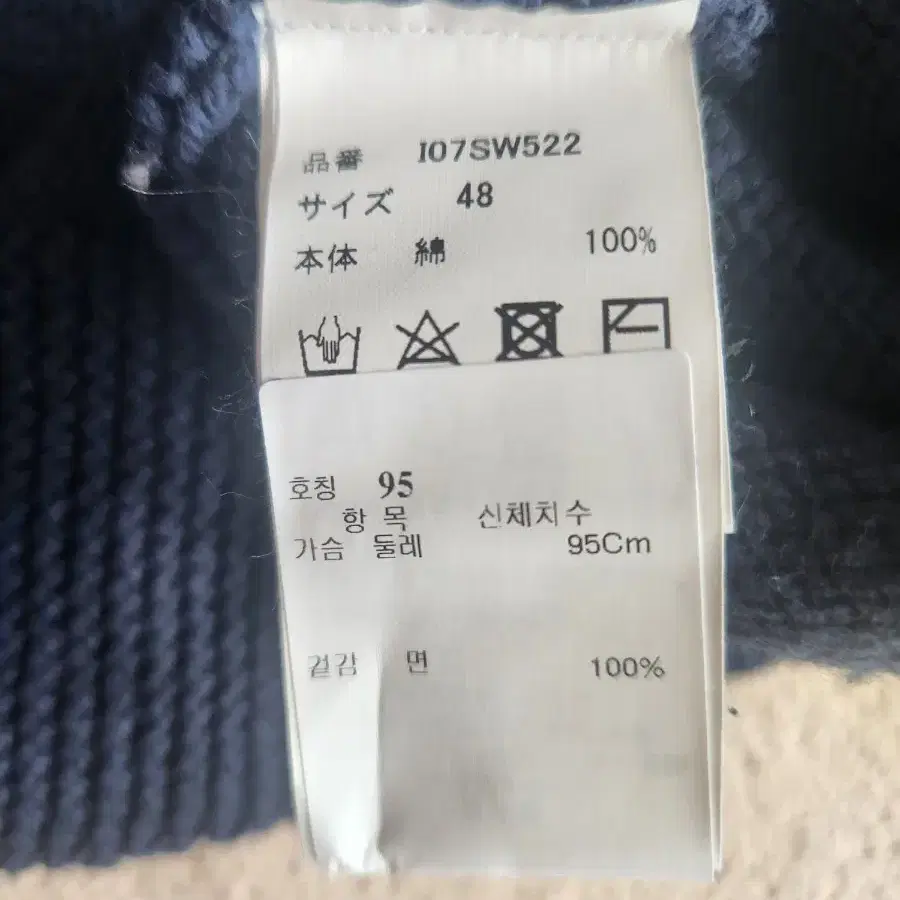 品番 I07SW522
サイズ 48
本体 綿 100%
호칭 95
항 목 신체치수
가슴 둘레 95Cm
겉감 면 100%